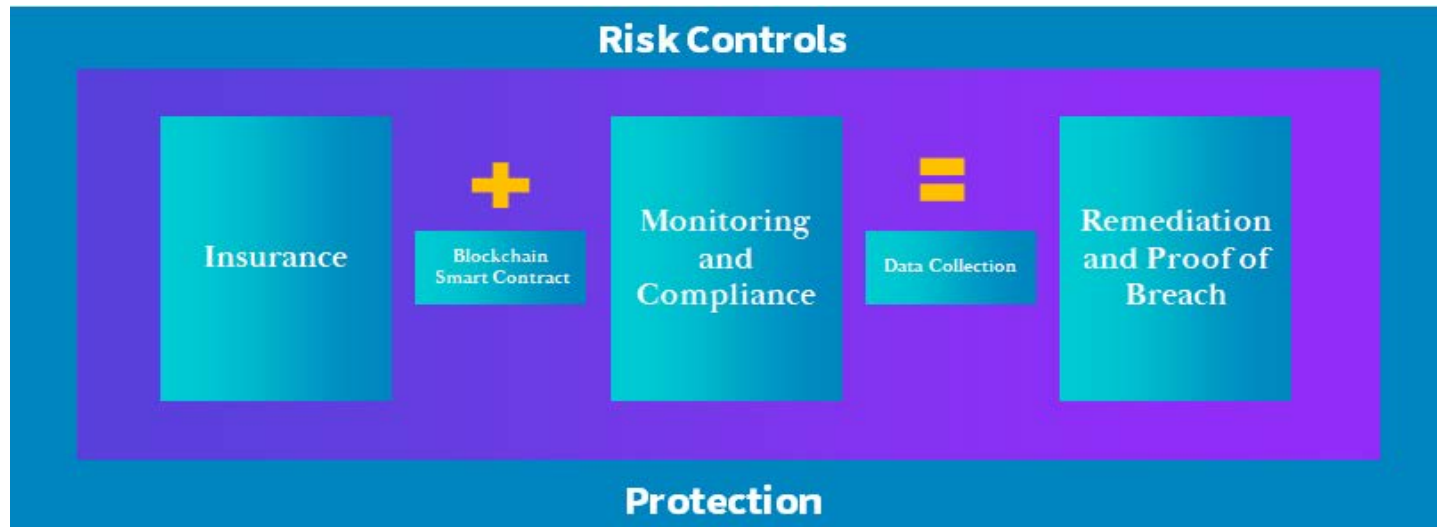 Risk Controls
Insurance
+
Blockchain
Smart Contract
Monitoring
and
Compliance
=
Data Collection
Remediation
and Proof of
Breach
Protection